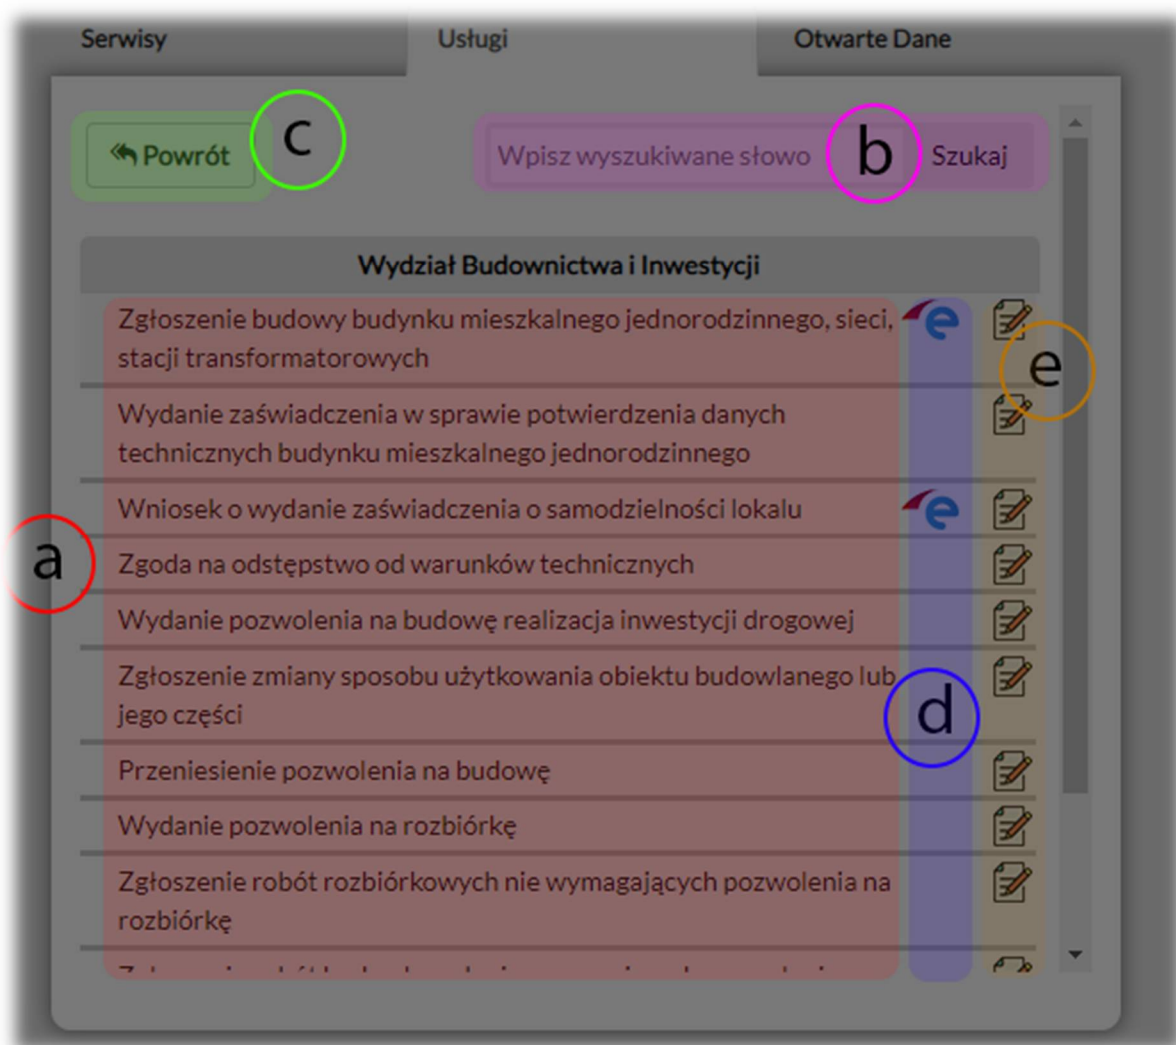 Serwisy Usługi Otwarte Dane
Powrót c Wpisz wyszukiwane słowo b Szukaj
Wydział Budownictwa i Inwestycji
Zgłoszenie budowy budynku mieszkalnego jednorodzinnego, sieci,
stacji transformatorowych
e
Wydanie zaświadczenia w sprawie potwierdzenia danych
technicznych budynku mieszkalnego jednorodzinnego
Wniosek o wydanie zaświadczenia o samodzielności lokalu
a Zgoda na odstępstwo od warunków technicznych
Wydanie pozwolenia na budowę realizacja inwestycji drogowej
Zgłoszenie zmiany sposobu użytkowania obiektu budowlanego lub
jego części d
Przeniesienie pozwolenia na budowę
Wydanie pozwolenia na rozbiórkę
Zgłoszenie robót rozbiórkowych nie wymagających pozwolenia na
rozbiórkę